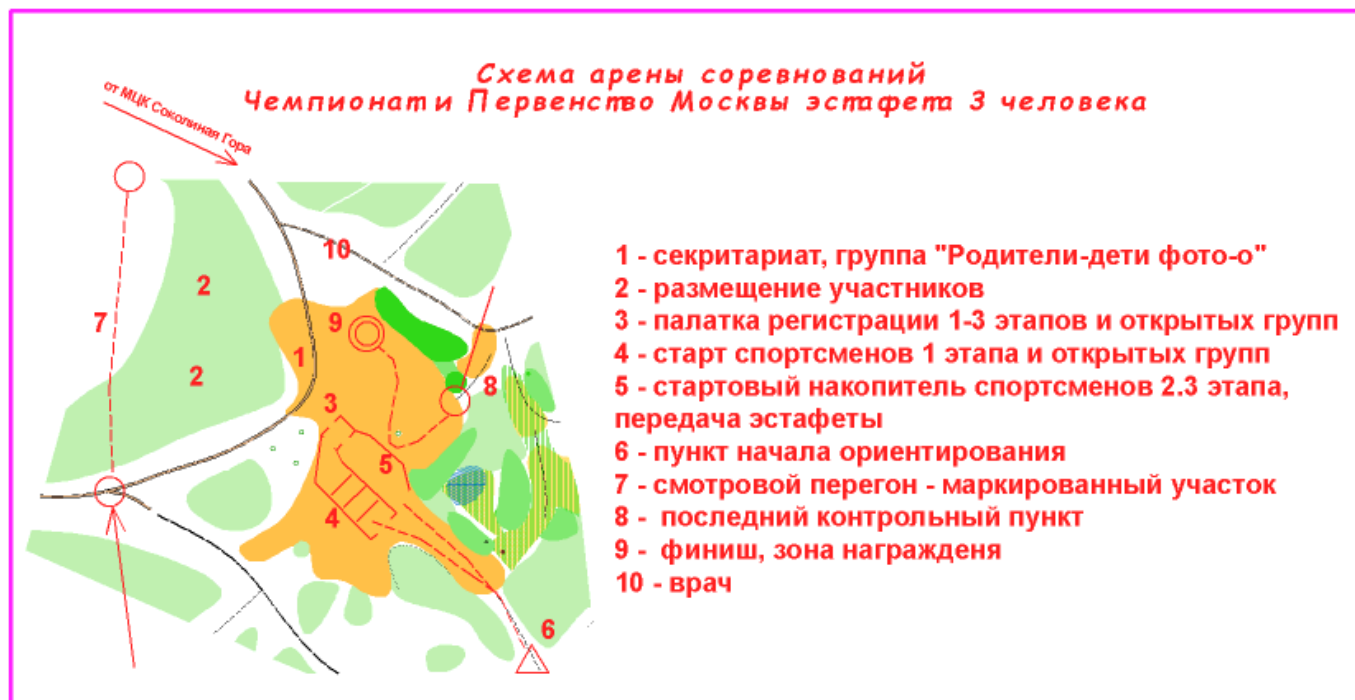 Схема арены соревнований
Чемпионат и Первенство Москвы эстафета 3 человека
от МЦК Соколиная Гора
10
2
9
7
1
2
8
3
5
4
6
1 - секритариат, группа "Родители-дети фото-о"
2 - размещение участников
3 - палатка регистрации 1-3 этапов и открытых групп
4 - старт спортсменов 1 этапа и открытых групп
5 - стартовый накопитель спортсменов 2.3 этапа,
передача эстафеты
6 - пункт начала ориентирования
7 - смотровой перегон - маркированный участок
8 - последний контрольный пункт
9 - финиш, зона награжденя
10 - врач